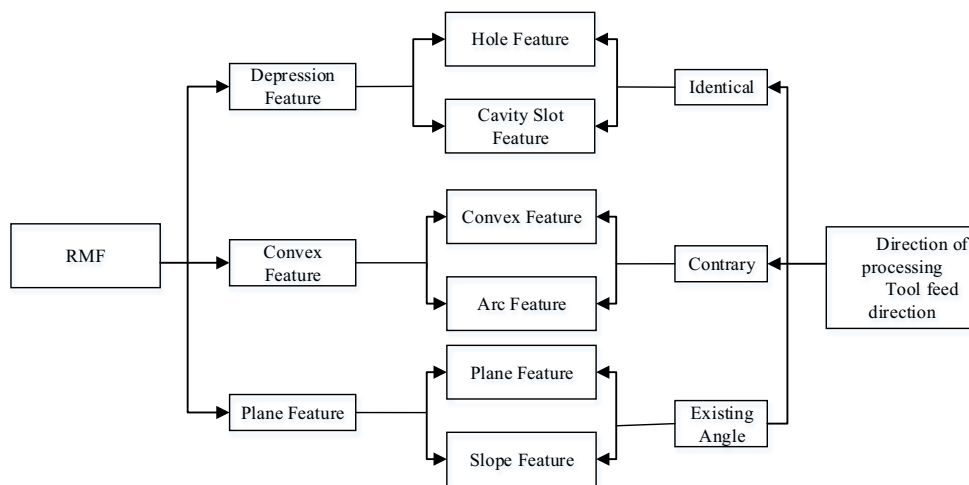 Hole Feature
Depression
Feature
Identical
Cavity Slot
Feature
Convex Feature
RMF
Convex
Feature
Contrary
Direction of
processing
Tool feed
direction
Arc Feature
Plane Feature
Plane Feature
Existing
Angle
Slope Feature